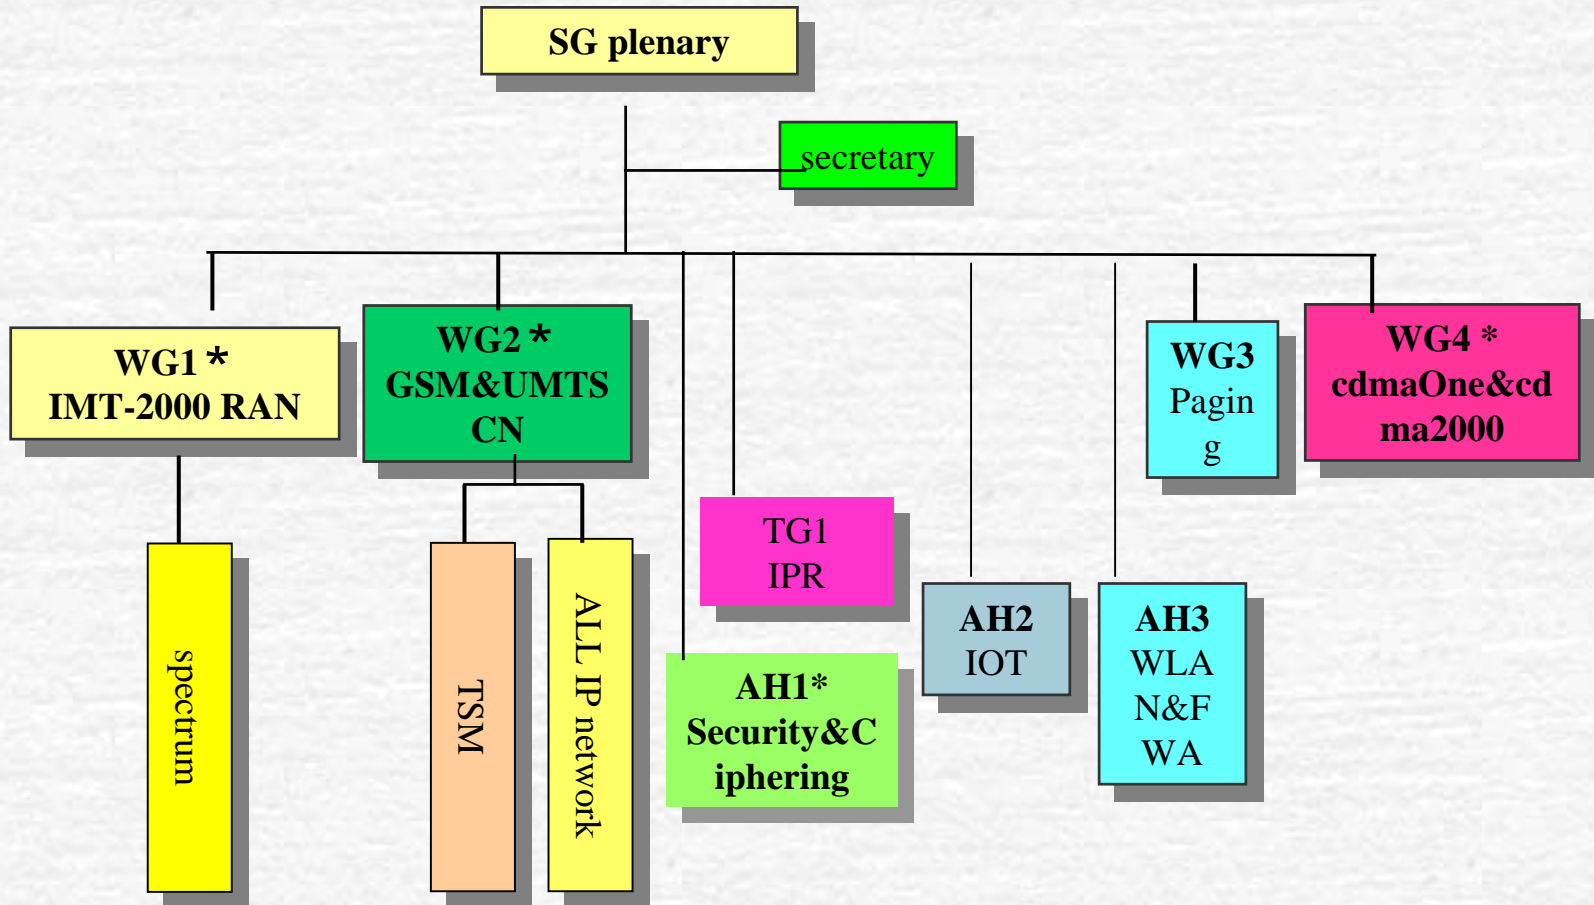 SG plenary
secretary
WG1 *
IMT-2000 RAN
WG2 *
GSM&UMTS
CN
WG3
Pagin
g
WG4 *
cdmaOne&cd
ma2000
spectrum
TSM
ALL IP network
TG1
IPR
AH1*
Security&C
iphering
AH2
IOT
AH3
WLA
N&F
WA